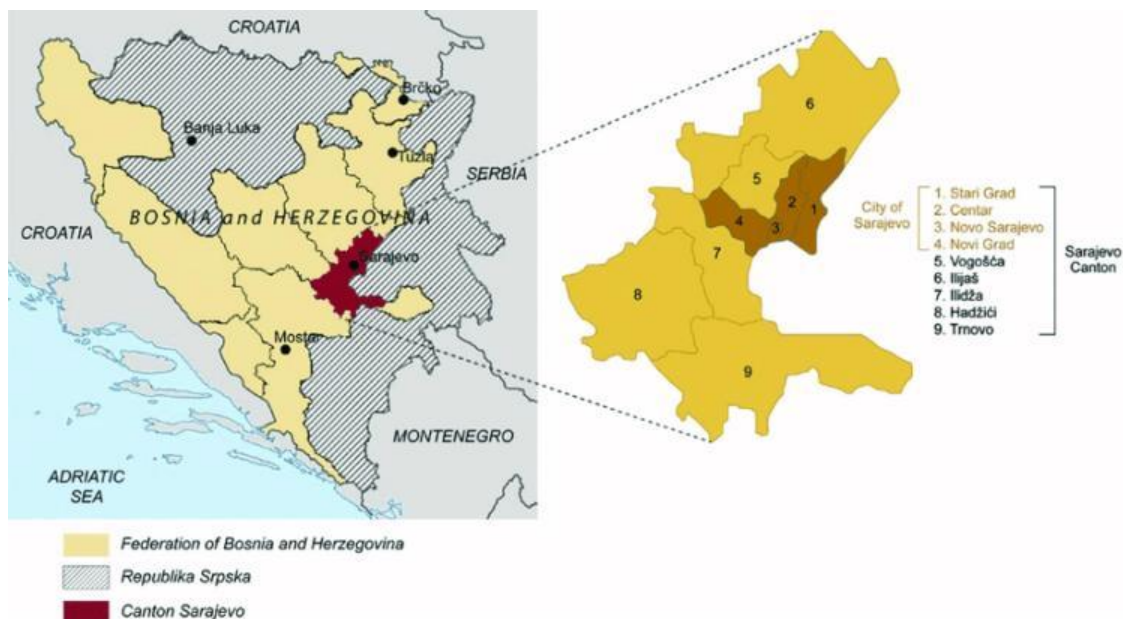 CROATIA
Brčko
Banja Luka
Tuzla
SERBIA
BOSNIA and HERZEGOVINA
CROATIA
Sarajevo
Mostar
MONTENEGRO
ADRIATIC
SEA
Federation of Bosnia and Herzegovina
Republika Srpska
Canton Sarajevo
6
5
2
1
4
3
7
8
9
City of
Sarajevo
1. Stari Grad
2. Centar
3. Novo Sarajevo
4. Novi Grad
5. Vogošća
6. Ilijaš
7. Ilidža
8. Hadžići
9. Trnovo
Sarajevo
Canton